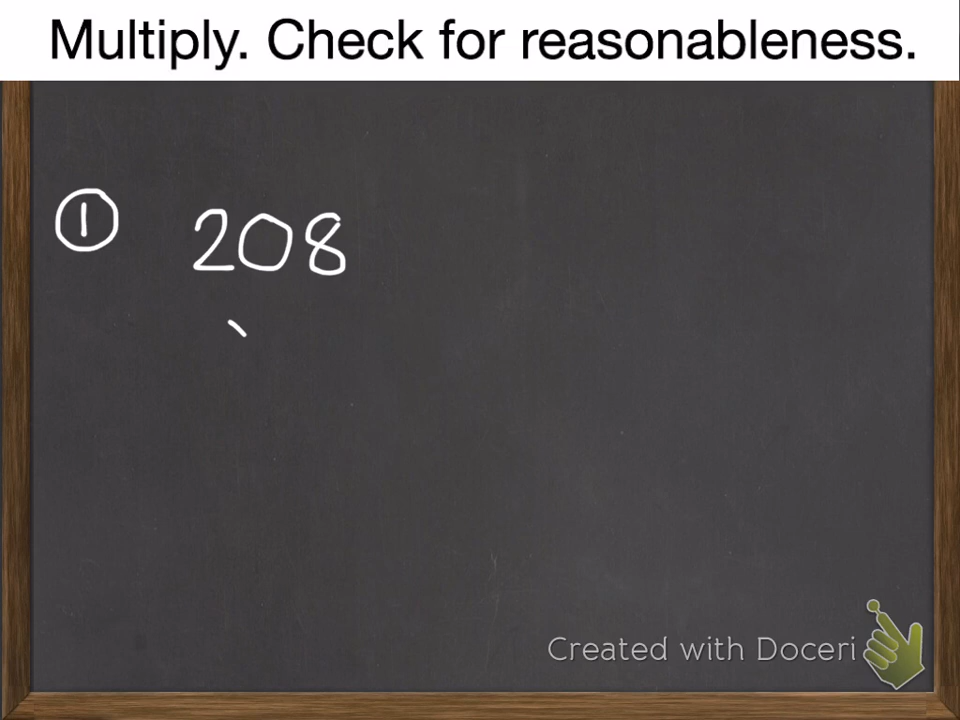 Multiply. Check for reasonableness.
① 208
Created with Doceri